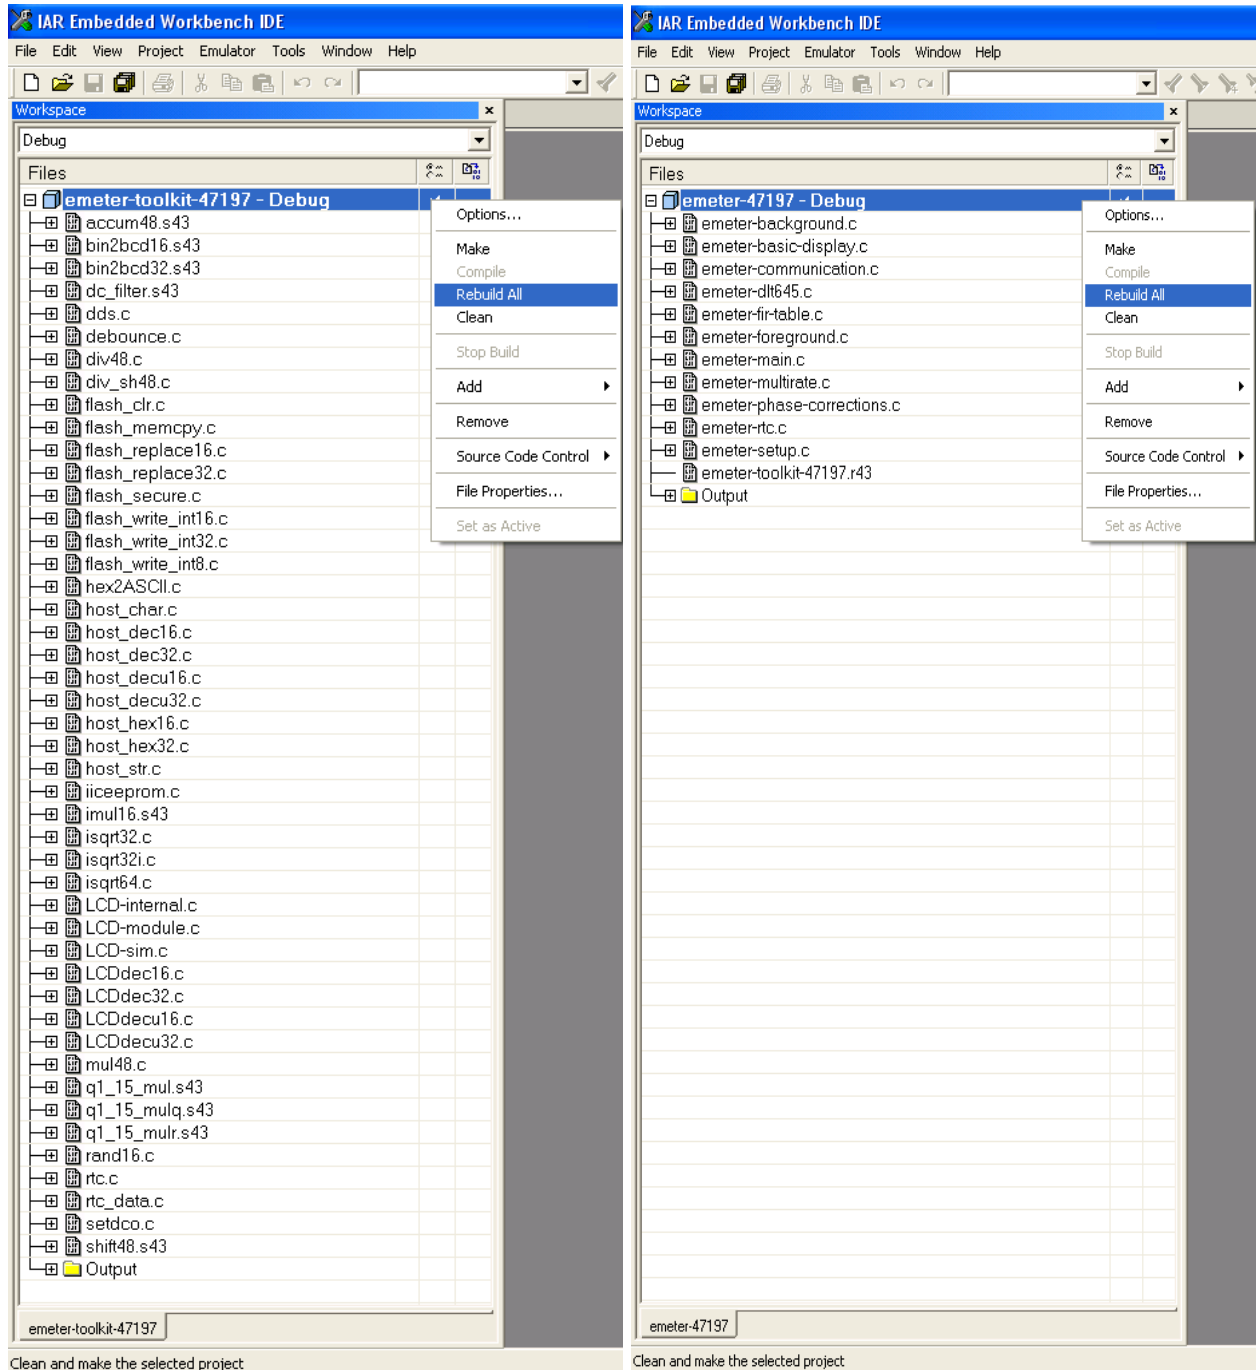 IAR Embedded Workbench IDE
File Edit View Project Emulator Tools Window Help
Workspace
Debug
Files
emeter-toolkit-47197 - Debug
accum48.s43
bin2bcd16.s43
bin2bcd32.s43
dc_filter.s43
dds.c
debounce.c
div48.c
div_sh48.c
flash_clr.c
flash_memcpy.c
flash_replace16.c
flash_replace32.c
flash_secure.c
flash_write_int16.c
flash_write_int32.c
flash_write_int8.c
hex2ASCII.c
host_char.c
host_dec16.c
host_dec32.c
host_decu16.c
host_decu32.c
host_hex16.c
host_hex32.c
host_str.c
iiceeprom.c
imul16.s43
isqrt32.c
isqrt32i.c
isqrt64.c
LCD-internal.c
LCD-module.c
LCD-sim.c
LCDdec16.c
LCDdec32.c
LCDdecu16.c
LCDdecu32.c
mul48.c
q1_15_mul.s43
q1_15_mulq.s43
q1_15_mulr.s43
rand16.c
rtc.c
rtc_data.c
setdco.c
shift48.s43
Output
Options...
Make
Compile
Rebuild All
Clean
Stop Build
Add
Remove
Source Code Control
File Properties...
Set as Active
emeter-toolkit-47197
Clean and make the selected project
IAR Embedded Workbench IDE
File Edit View Project Emulator Tools Window Help
Workspace
Debug
Files
emeter-47197 - Debug
emeter-background.c
emeter-basic-display.c
emeter-communication.c
emeter-dlt645.c
emeter-fir-table.c
emeter-foreground.c
emeter-main.c
emeter-multirate.c
emeter-phase-corrections.c
emeter-rtc.c
emeter-setup.c
emeter-toolkit-47197.r43
Output
Options...
Make
Compile
Rebuild All
Clean
Stop Build
Add
Remove
Source Code Control
File Properties...
Set as Active
emeter-47197
Clean and make the selected project